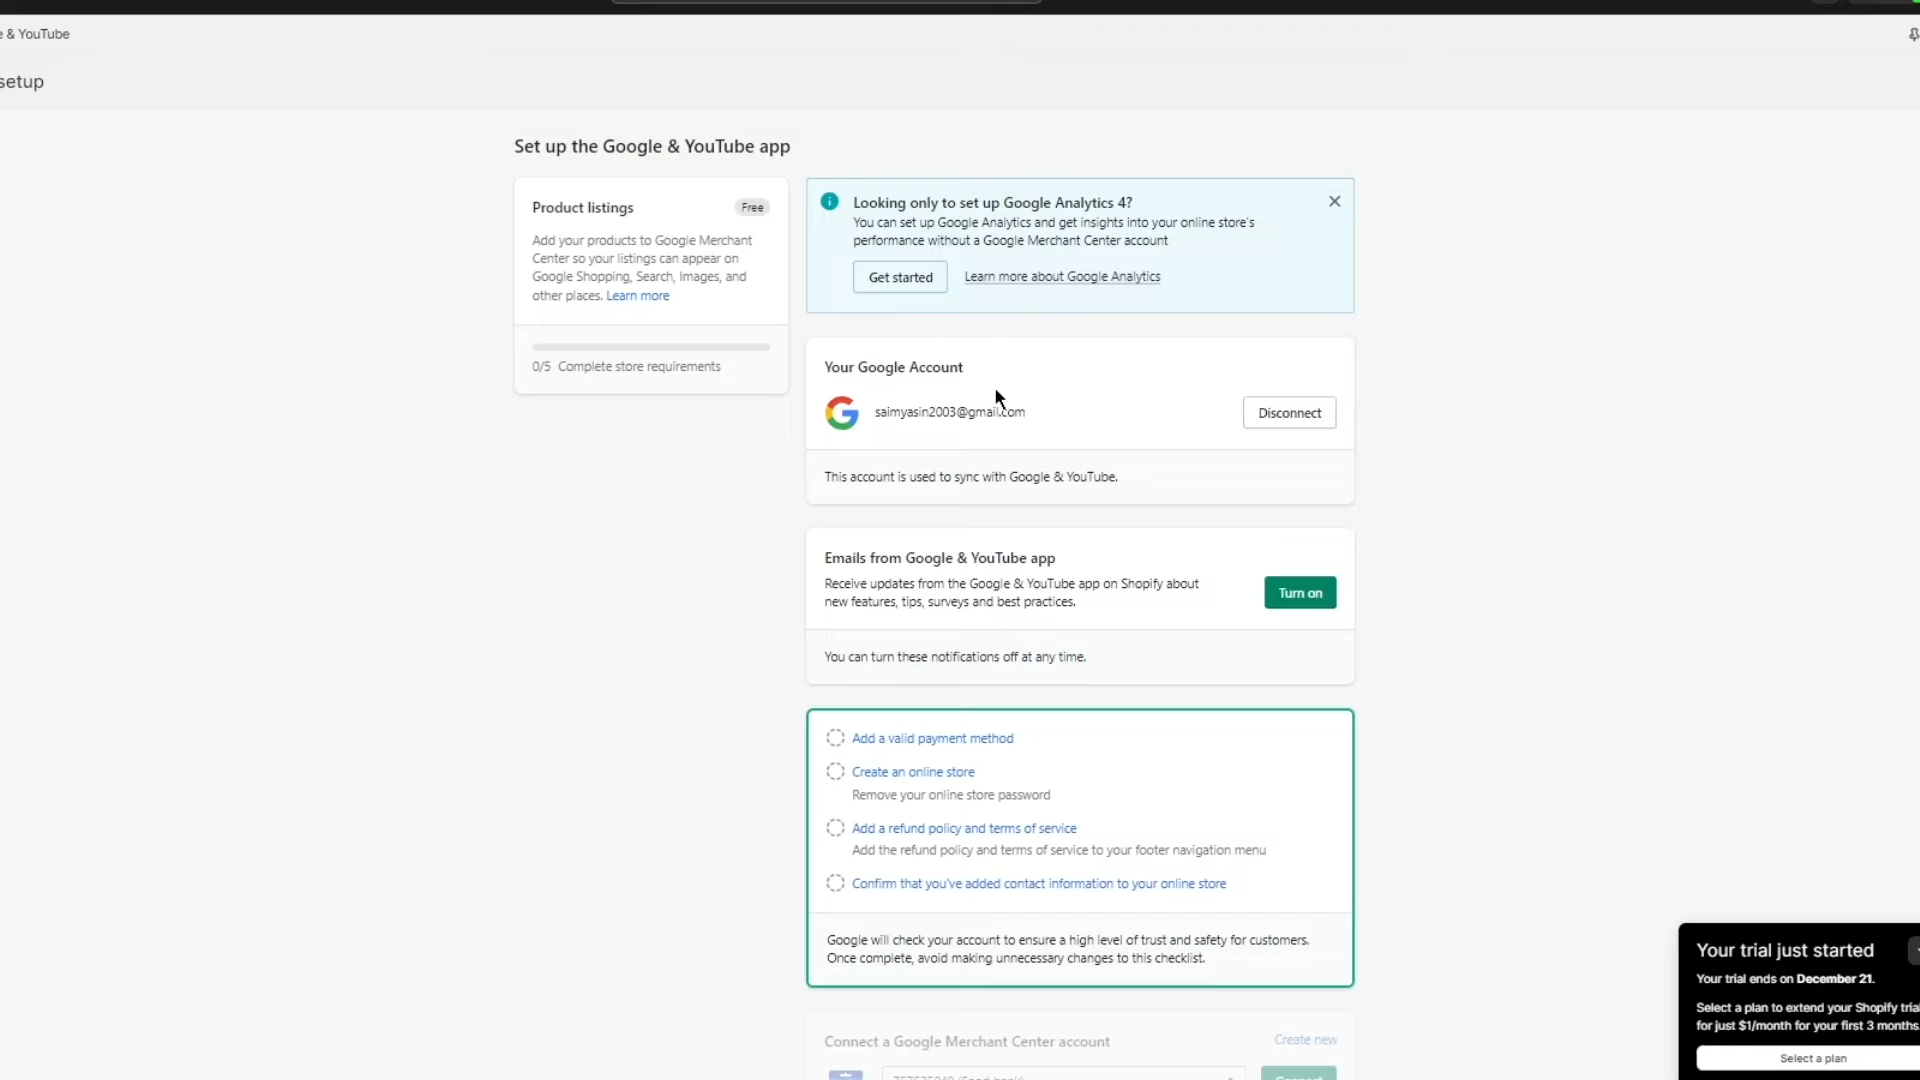 & YouTube
setup
Set up the Google & YouTube app
Product listings
Free
Add your products to Google Merchant
Center so your listings can appear on
Google Shopping, Search, Images, and
other places. Learn more
0/5 Complete store requirements
Looking only to set up Google Analytics 4?
You can set up Google Analytics and get insights into your online store's
performance without a Google Merchant Center account
Get started
Learn more about Google Analytics
Your Google Account
saimyasin2003@gmail.com
Disconnect
This account is used to sync with Google & YouTube.
Emails from Google & YouTube app
Receive updates from the Google & YouTube app on Shopify about
new features, tips, surveys and best practices.
Turn on
You can turn these notifications off at any time.
Add a valid payment method
Create an online store
Remove your online store password
Add a refund policy and terms of service
Add the refund policy and terms of service to your footer navigation menu
Confirm that you've added contact information to your online store
Google will check your account to ensure a high level of trust and safety for customers.
Once complete, avoid making unnecessary changes to this checklist.
Connect a Google Merchant Center account
Create new
Your trial just started
Your trial ends on December 21.
Select a plan to extend your Shopify trial
for just $1/month for your first 3 months.
Select a plan